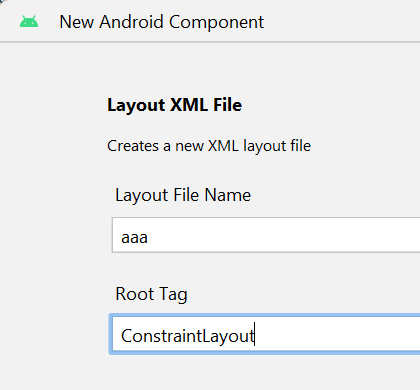 New Android Component
Layout XML File
Creates a new XML layout file
Layout File Name
aaa
Root Tag
ConstraintLayout